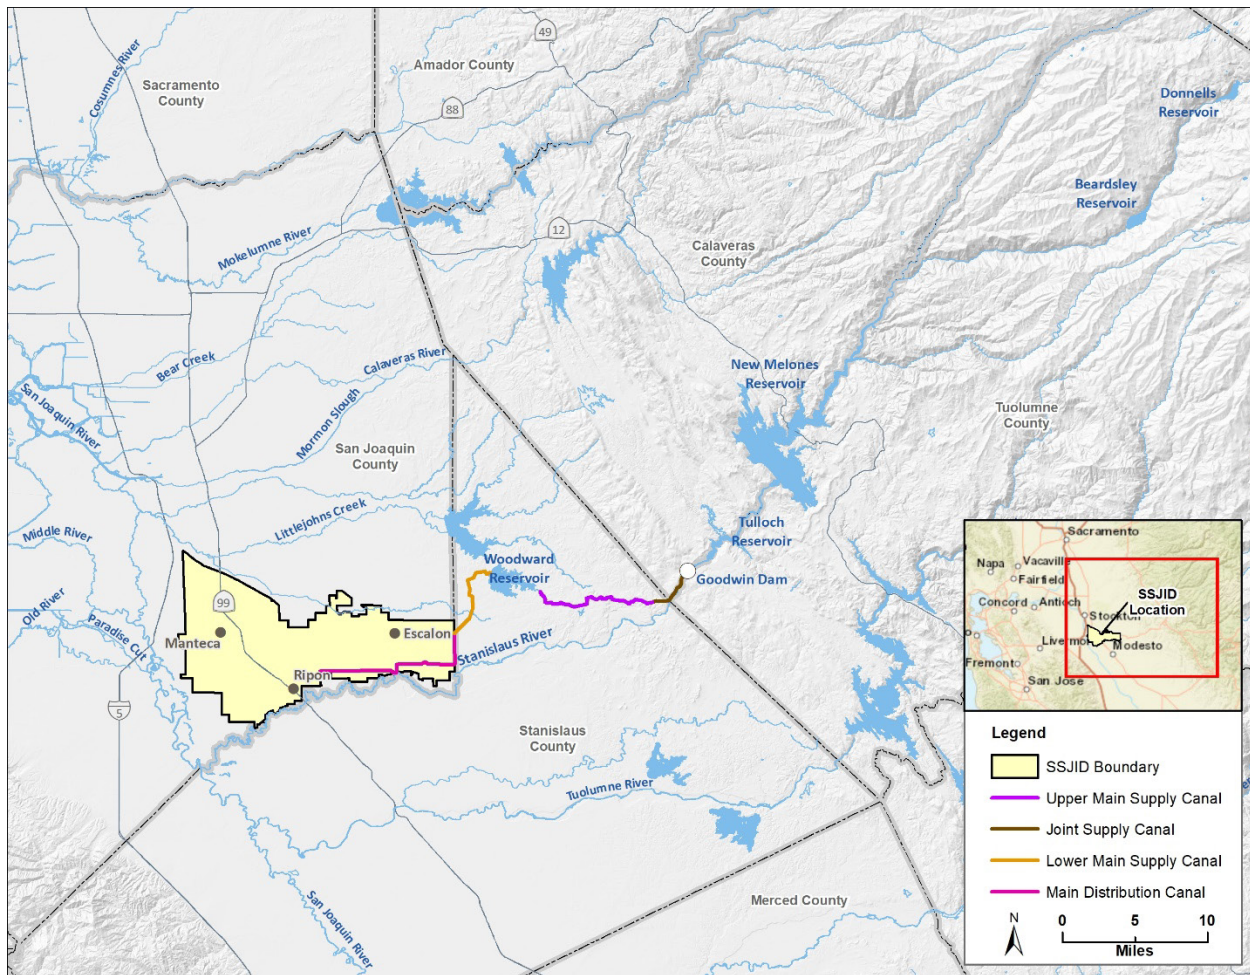 49
Amador County
Cosumnes River
Sacramento
County
88
Donnells
Reservoir
Beardsley
Reservoir
Mokelumne River
12
Calaveras
County
Bear Creek
Calaveras River
New Melones
Reservoir
San Joaquin River
Mormon Slough
Tuolumne
County
San Joaquin
County
Littlejohns Creek
Middle River
Tulloch
Reservoir
Woodward
Reservoir
Goodwin Dam
Old River
Paradise Cut
99
Manteca
Escalon
Stanislaus River
Ripon
5
Stanislaus
County
Tuolumne River
Merced County
San Joaquin River
Sacramento
Napa
Vacaville
Fairfield
Concord
Antioch
Stockton
SSJID
Location
Livermor
Modesto
Fremont
San Jose
Legend
SSJID Boundary
Upper Main Supply Canal
Joint Supply Canal
Lower Main Supply Canal
Main Distribution Canal
N
0 5 10
Miles